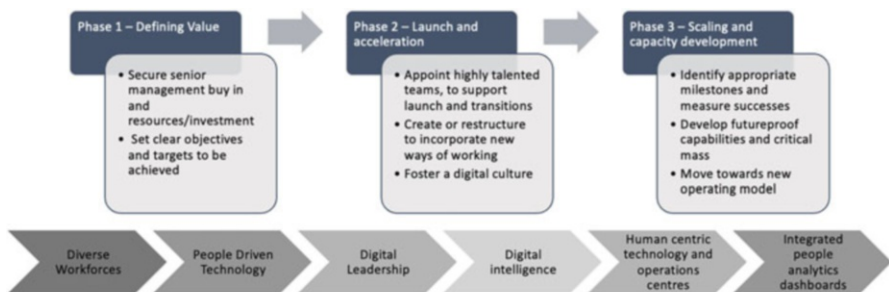 Phase 1 – Defining Value
• Secure senior
management buy in
and
resources/investment
• Set clear objectives
and targets to be
achieved
Phase 2 – Launch and
acceleration
• Appoint highly talented
teams, to support
launch and transitions
• Create or restructure
to incorporate new
ways of working
• Foster a digital culture
Phase 3 – Scaling and
capacity development
• Identify appropriate
milestones and
measure successes
• Develop futureproof
capabilities and critical
mass
• Move towards new
operating model
Diverse
Workforces
People Driven
Technology
Digital
Leadership
Digital
intelligence
Human centric
technology and
operations
centres
Integrated
people
analytics
dashboards